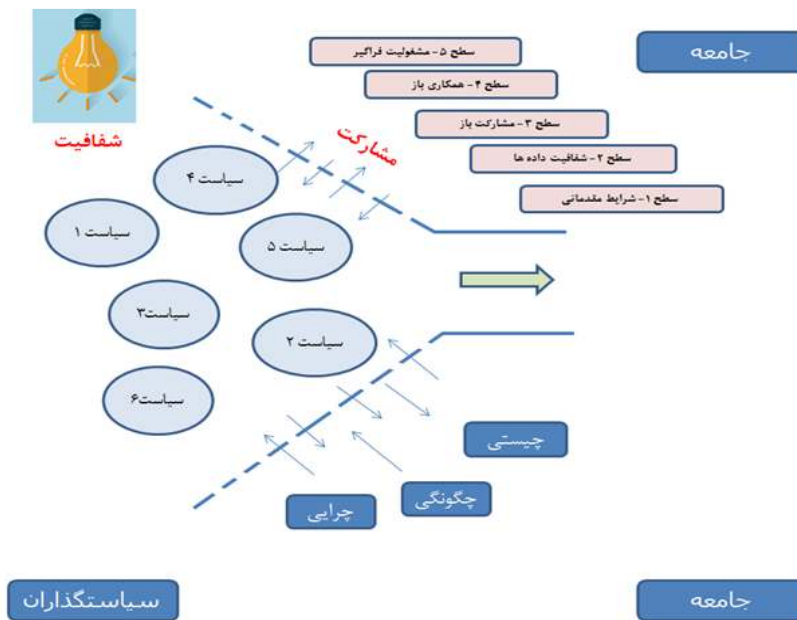 جامعه
سطح ۵- مشغولیت فراگیر
سطح ۴- همکاری باز
سطح ۳- مشارکت باز
سطح ۲- شفافیت داده ها
سطح ۱- شرایط مقدماتی
شفافیت
مشارکت
سیاست ۴
سیاست ۱
سیاست ۵
سیاست۳
سیاست ۲
سیاست۶
چیستی
چگونگی
چرایی
جامعه
سیاستگذاران